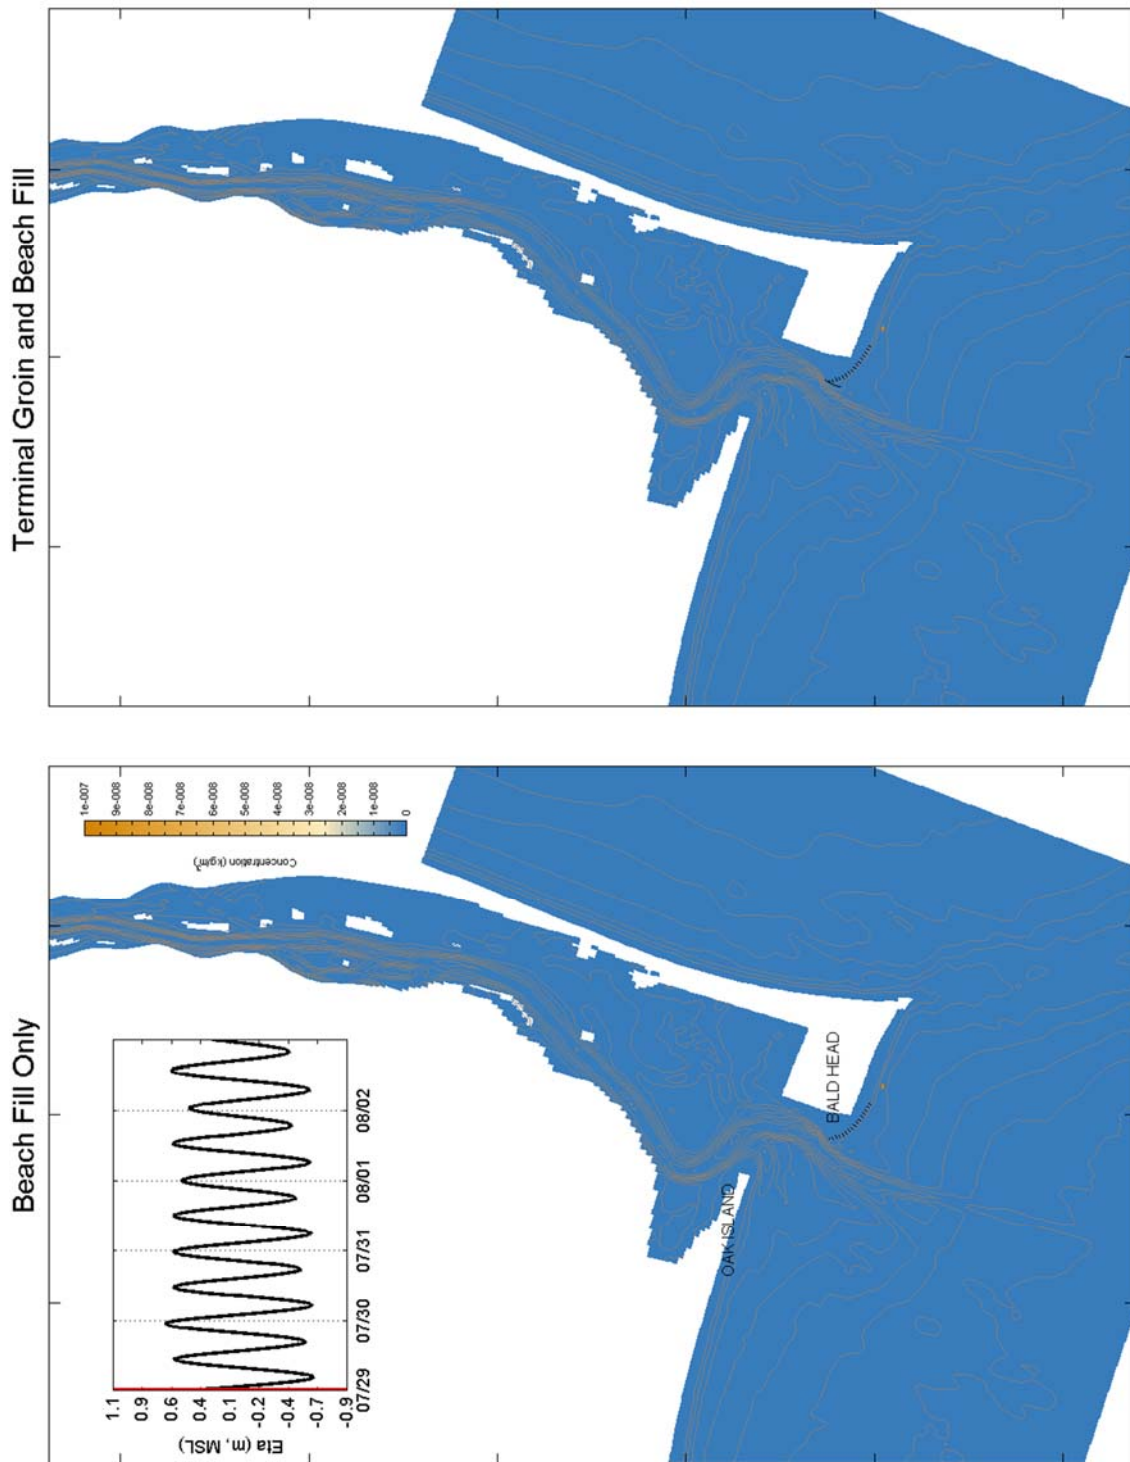 Beach Fill Only
Terminal Groin and Beach Fill
Eta (m, MSL)
1.1
0.9
0.6
0.4
0.1
-0.2
-0.4
-0.7
-0.9
07/29
07/30
07/31
08/01
08/02
Concentration (kg/m³)
1e-007
9e-008
8e-008
7e-008
6e-008
5e-008
4e-008
3e-008
2e-008
1e-008
0
OAK ISLAND
BALD HEAD